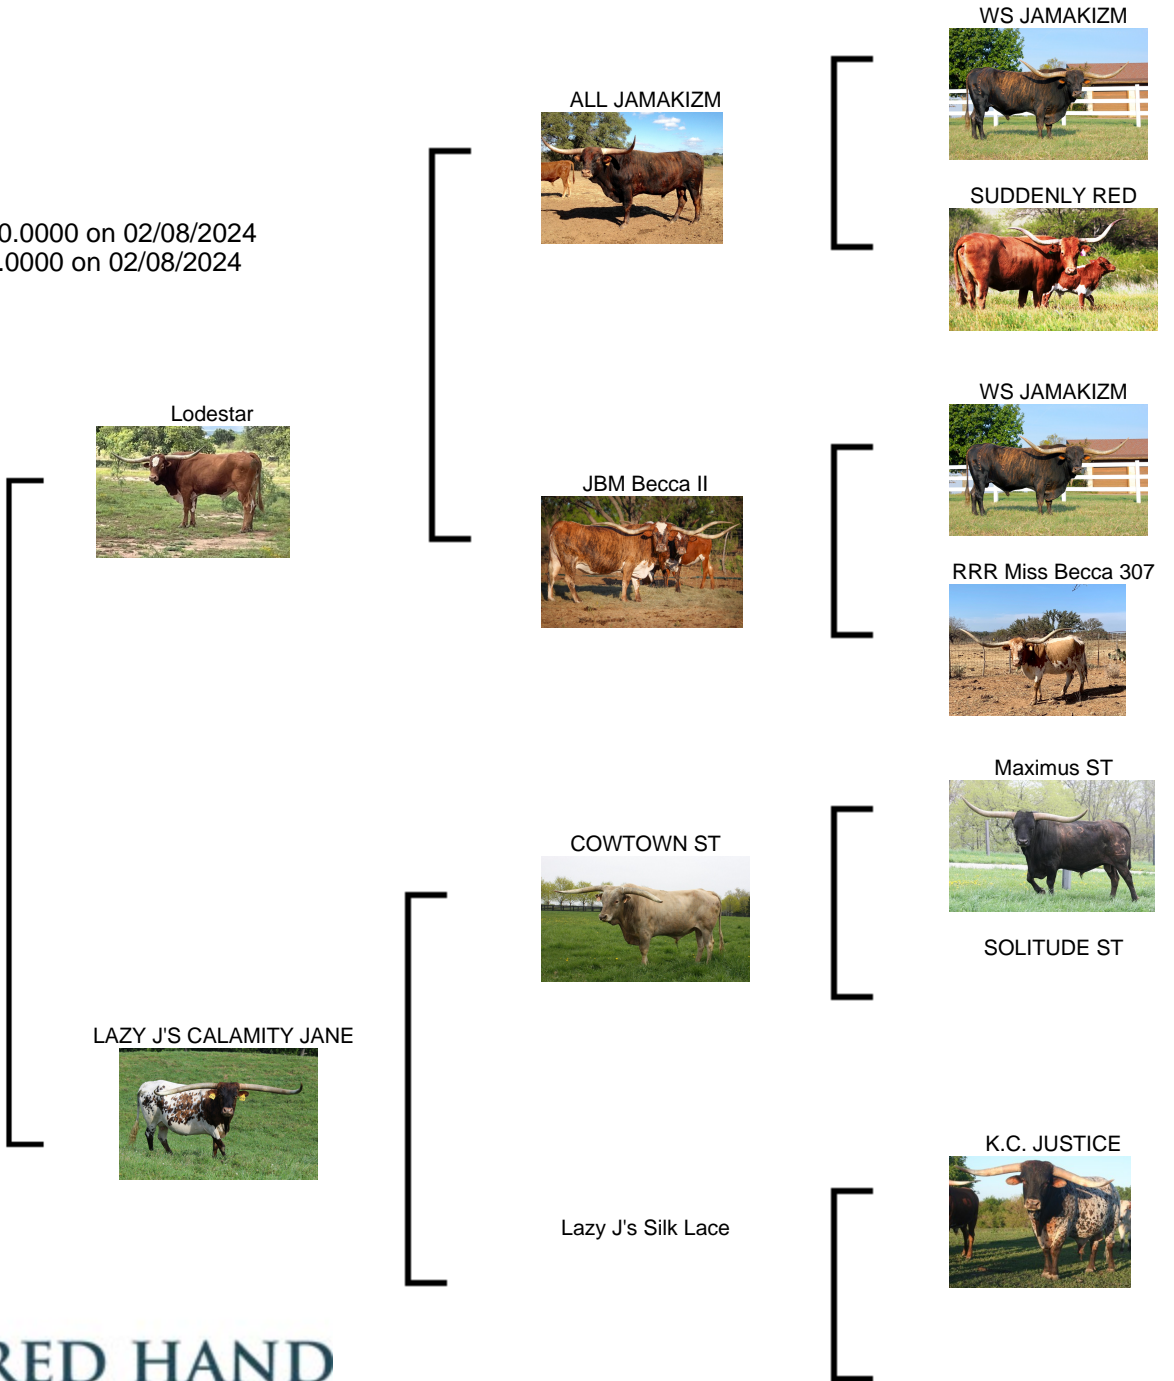 WS JAMAKIZM
ALL JAMAKIZM
SUDDENLY RED
0.0000 on 02/08/2024
.0000 on 02/08/2024
WS JAMAKIZM
Lodestar
JBM Becca II
RRR Miss Becca 307
Maximus ST
COWTOWN ST
SOLITUDE ST
LAZY J'S CALAMITY JANE
K.C. JUSTICE
Lazy J's Silk Lace
RED HAND